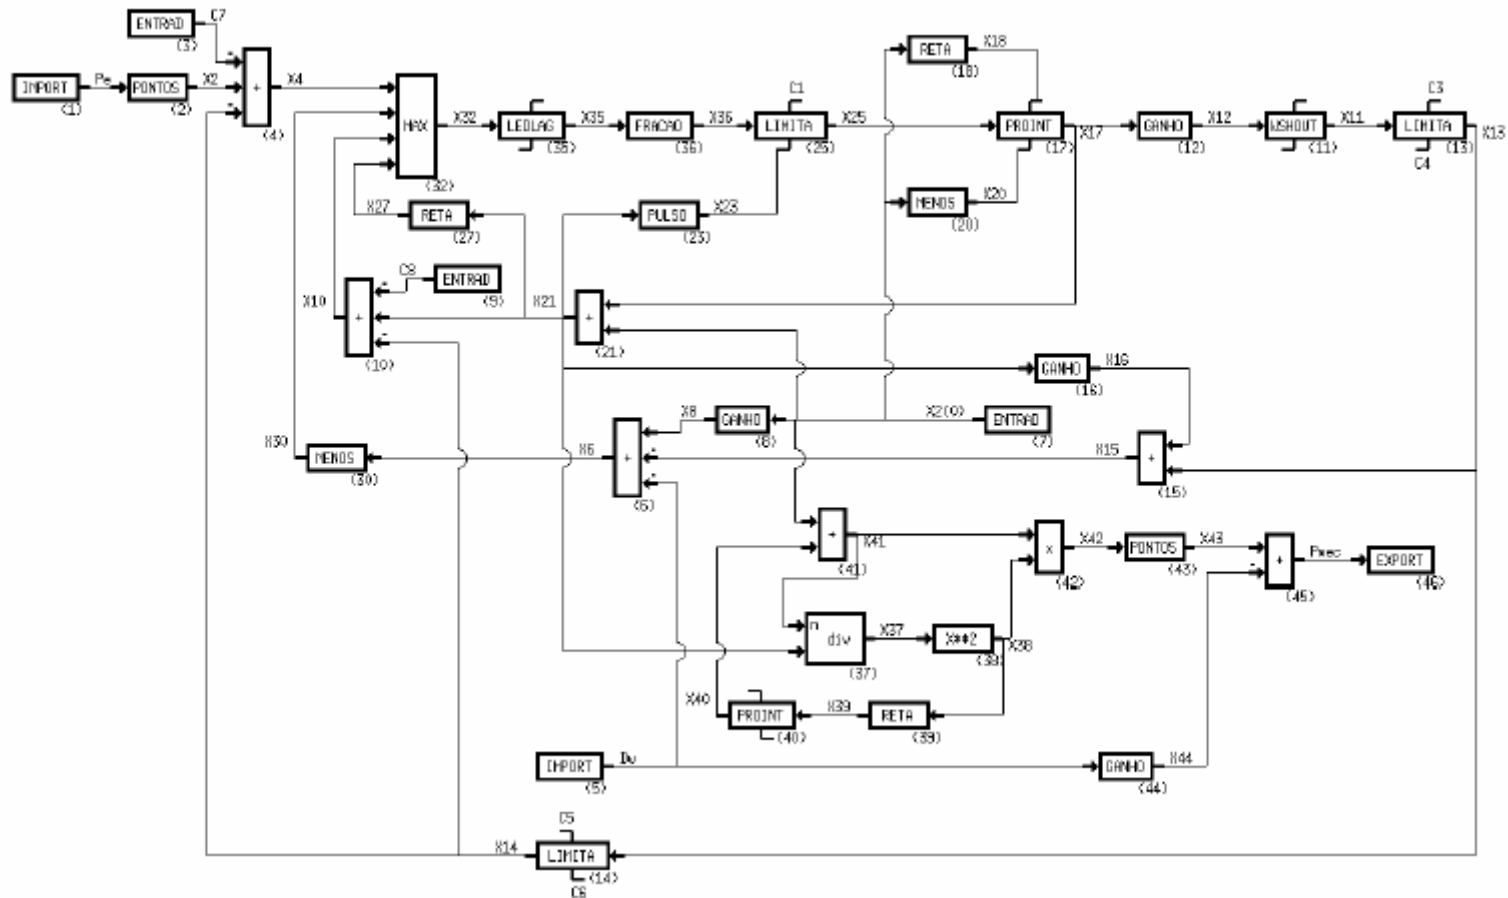 ENTRAD
C7
(3)
IMPORT
Pe
(1)
PONTOS
X2
(2)
+
X4
(4)
MAX
X32
(32)
LEDLAG
X35
(35)
FRACAO
X36
(36)
C1
LIMITA
X25
(25)
RETA
X18
(18)
PROINT
X17
(17)
GANHO
X12
(12)
WSHOUT
X11
(11)
C3
LIMITA
X13
(13)
C4
X27
RETA
(27)
PULSO
X23
(23)
MENOS
X20
(20)
C9
ENTRAD
(9)
X10
+
(10)
X21
+
(21)
GANHO
X16
(16)
X8
GANHO
(8)
X2(0)
ENTRAD
(7)
X30
MENOS
(30)
X6
+
(6)
X15
+
(15)
+
X41
(41)
x
X42
(42)
PONTOS
X43
(43)
+
Pmec
(45)
EXPORT
(46)
n
div
X37
(37)
X**2
X38
(38)
X40
PROINT
(40)
X39
RETA
(39)
IMPORT
Dw
(5)
GANHO
X44
(44)
C5
X14
LIMITA
(14)
C6